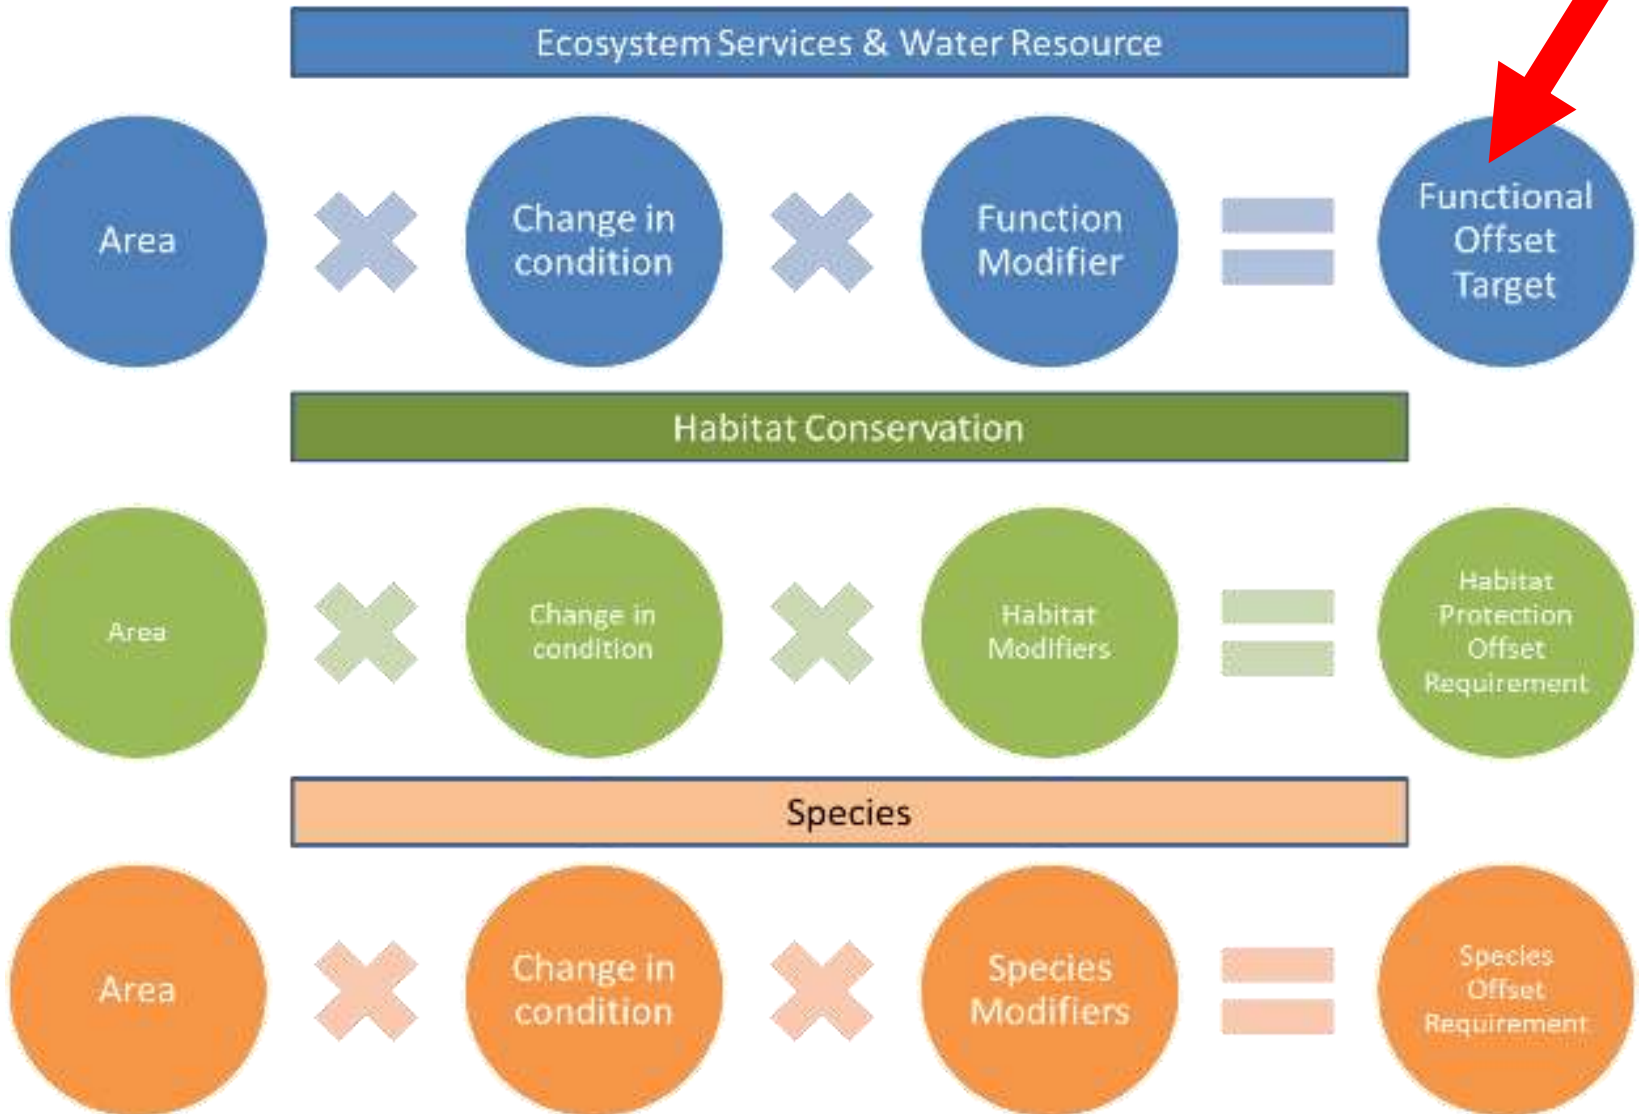 Ecosystem Services & Water Resource
Area
Change in
condition
Function
Modifier
Functional
Offset
Target
Habitat Conservation
Area
Change in
condition
Habitat
Modifiers
Habitat
Protection
Offset
Requirement
Species
Area
Change in
condition
Species
Modifiers
Species
Offset
Requirement